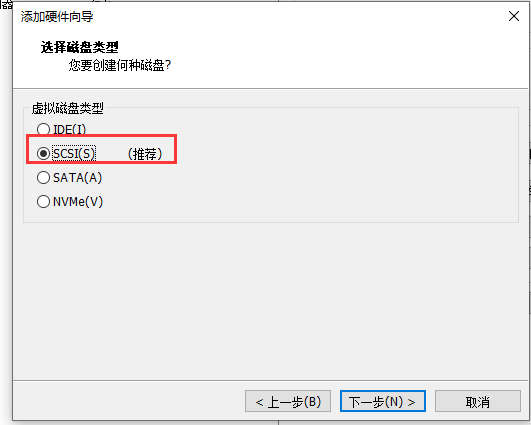 添加硬件向导
选择磁盘类型
您要创建何种磁盘?
虚拟磁盘类型
IDE(I)
SCSI(S) (推荐)
SATA(A)
NVMe(V)
< 上一步(B) 下一步(N) > 取消